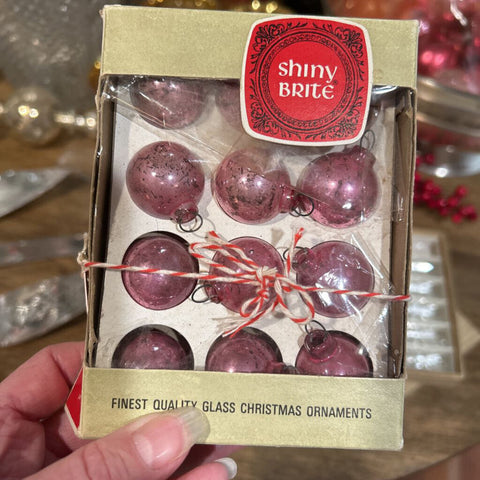 shiny
BRITE
FINEST QUALITY GLASS CHRISTMAS ORNAMENTS